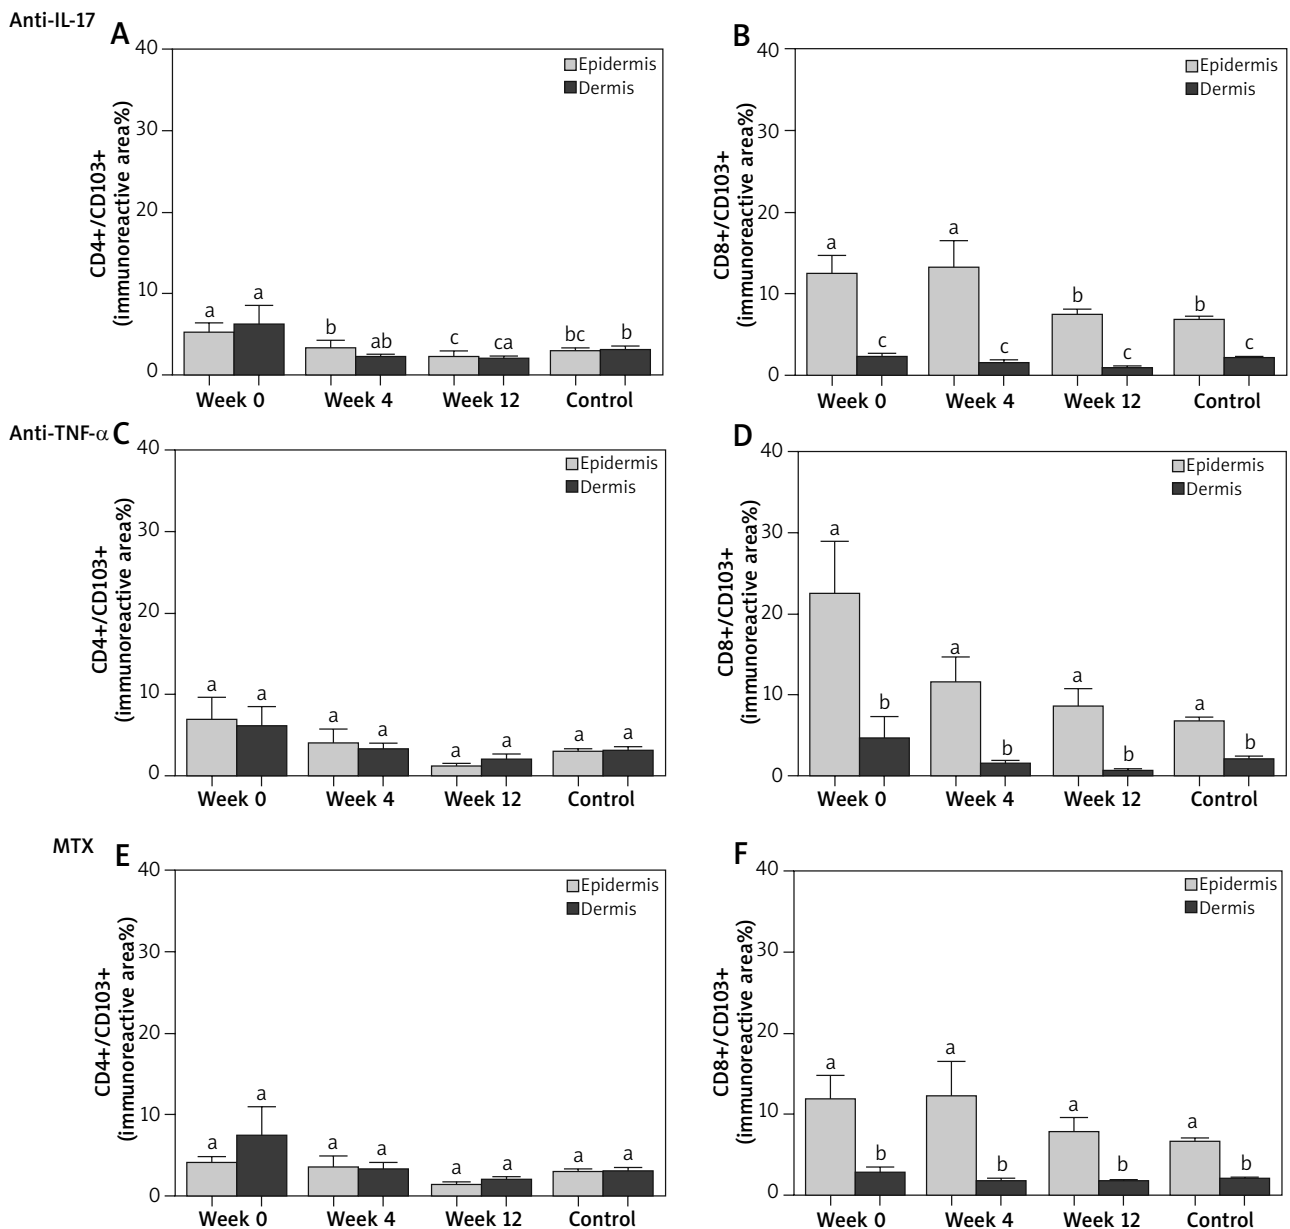 Anti-IL-17
A
CD4+/CD103+
(immunoreactive area%)
40
30
20
10
0
Epidermis
Dermis
a a b ab c ca bc b
Week 0 Week 4 Week 12 Control
B
CD8+/CD103+
(immunoreactive area%)
40
30
20
10
0
Epidermis
Dermis
a c a c b c b c
Week 0 Week 4 Week 12 Control
Anti-TNF-α
C
CD4+/CD103+
(immunoreactive area%)
40
30
20
10
0
Epidermis
Dermis
a a a a a a a a
Week 0 Week 4 Week 12 Control
D
CD8+/CD103+
(immunoreactive area%)
40
30
20
10
0
Epidermis
Dermis
a b a b a b a b
Week 0 Week 4 Week 12 Control
MTX
E
CD4+/CD103+
(immunoreactive area%)
40
30
20
10
0
Epidermis
Dermis
a a a a a a a a
Week 0 Week 4 Week 12 Control
F
CD8+/CD103+
(immunoreactive area%)
40
30
20
10
0
Epidermis
Dermis
a b a b a b a b
Week 0 Week 4 Week 12 Control